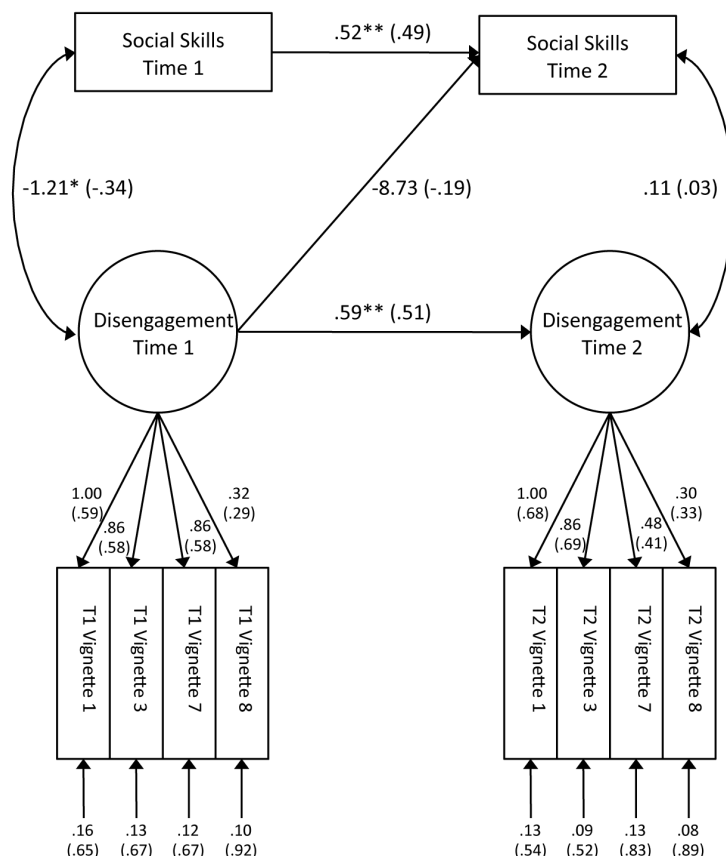 Social Skills
Time 1
.52** (.49)
Social Skills
Time 2
-1.21* (-.34)
-8.73 (-.19)
.11 (.03)
Disengagement
Time 1
.59** (.51)
Disengagement
Time 2
1.00
(.59)
.86
(.58)
.86
(.58)
.32
(.29)
1.00
(.68)
.86
(.69)
.48
(.41)
.30
(.33)
T1 Vignette 1
T1 Vignette 3
T1 Vignette 7
T1 Vignette 8
T2 Vignette 1
T2 Vignette 3
T2 Vignette 7
T2 Vignette 8
.16
(.65)
.13
(.67)
.12
(.67)
.10
(.92)
.13
(.54)
.09
(.52)
.13
(.83)
.08
(.89)